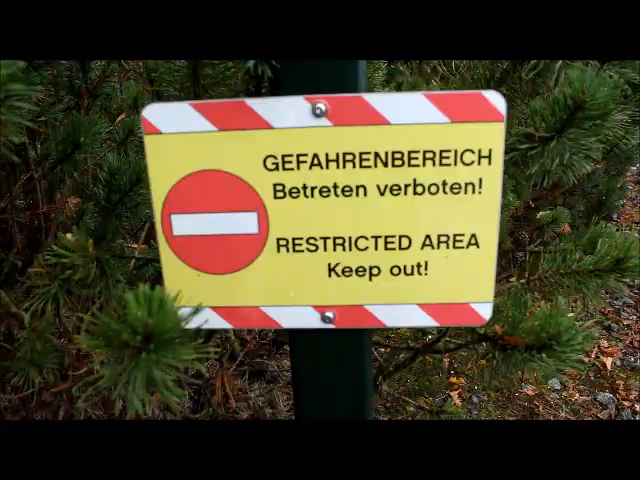 GEFAHRENBEREICH
Betreten verboten!
RESTRICTED AREA
Keep out!